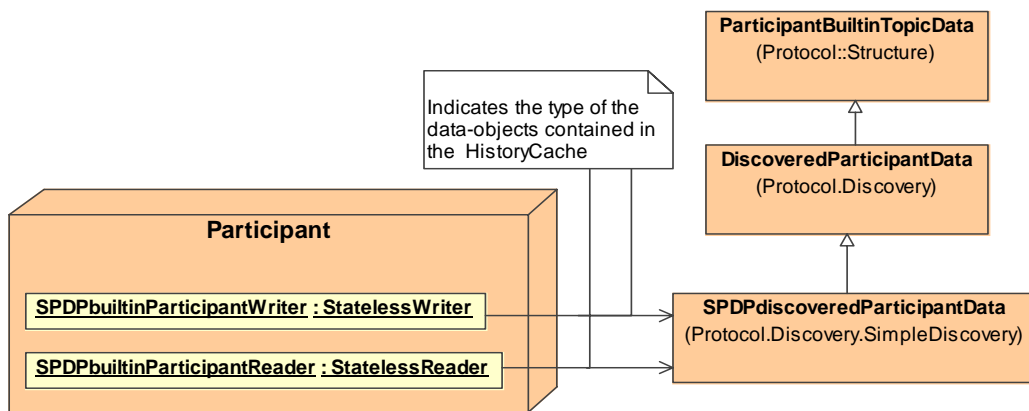 ParticipantBuiltinTopicData
(Protocol::Structure)
Indicates the type of the
data-objects contained in
the HistoryCache
DiscoveredParticipantData
(Protocol.Discovery)
Participant
SPDPbuiltinParticipantWriter : StatelessWriter
SPDPdiscoveredParticipantData
(Protocol.Discovery.SimpleDiscovery)
SPDPbuiltinParticipantReader : StatelessReader